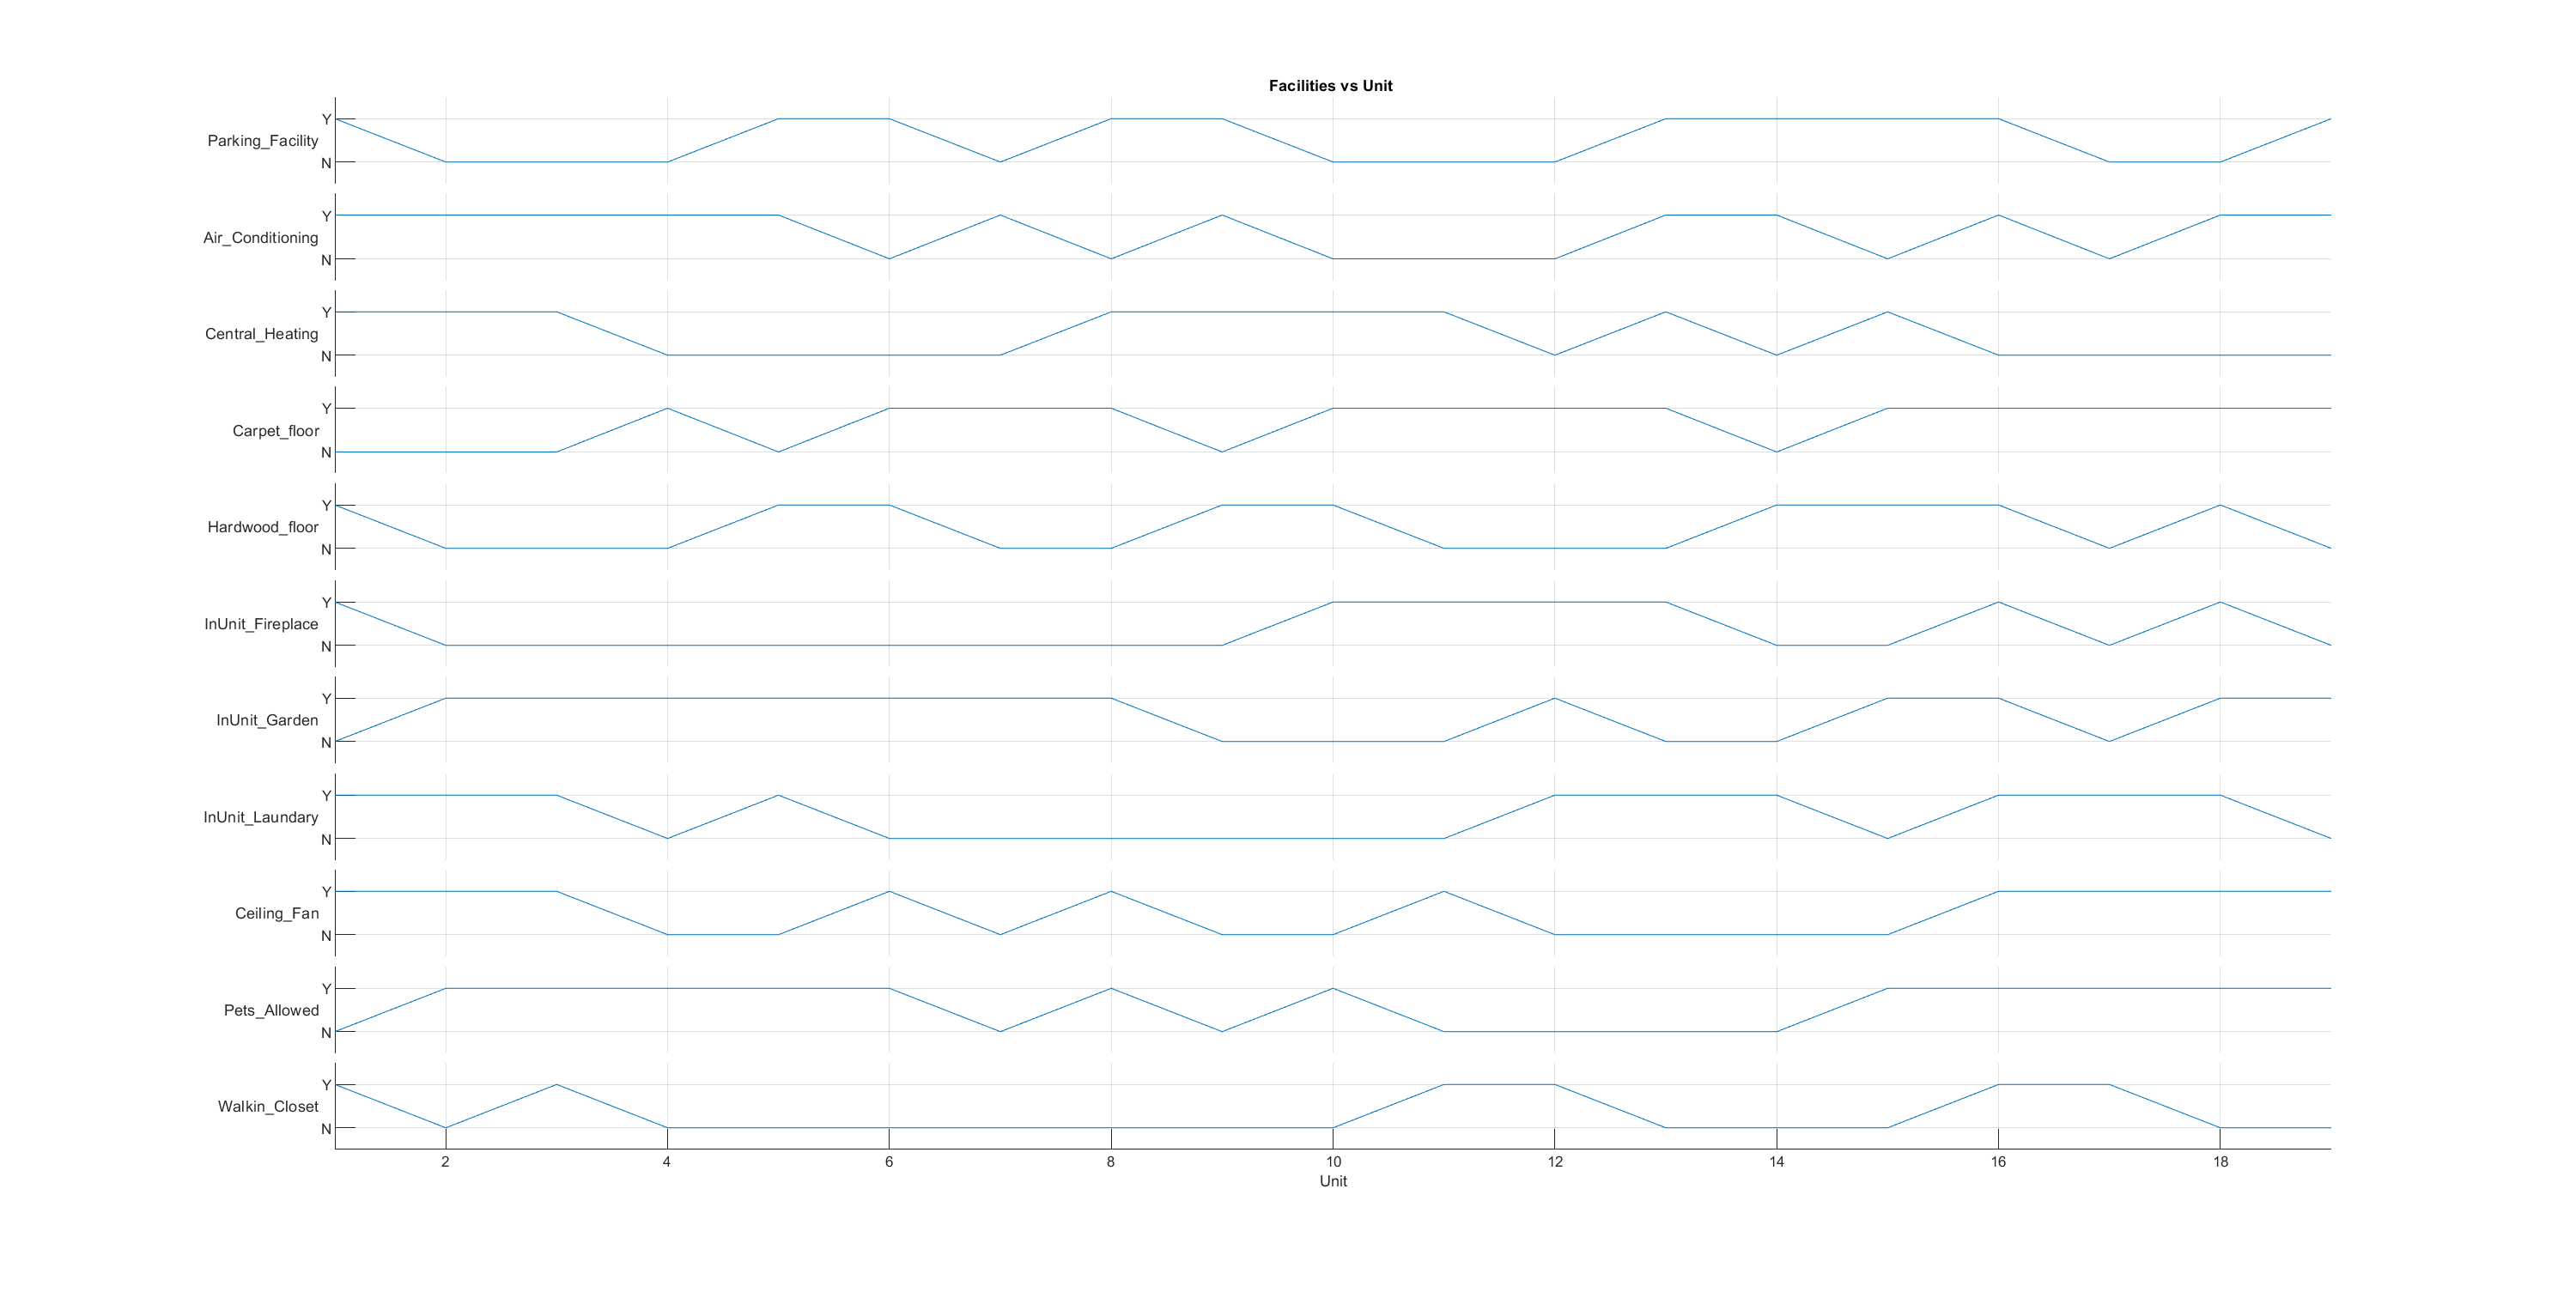 Facilities vs Unit
Y
Parking_Facility
N
Y
Air_Conditioning
N
Y
Central_Heating
N
Y
Carpet_floor
N
Y
Hardwood_floor
N
Y
InUnit_Fireplace
N
Y
InUnit_Garden
N
Y
InUnit_Laundary
N
Y
Ceiling_Fan
N
Y
Pets_Allowed
N
Y
Walkin_Closet
N
2 4 6 8 10 12 14 16 18
Unit